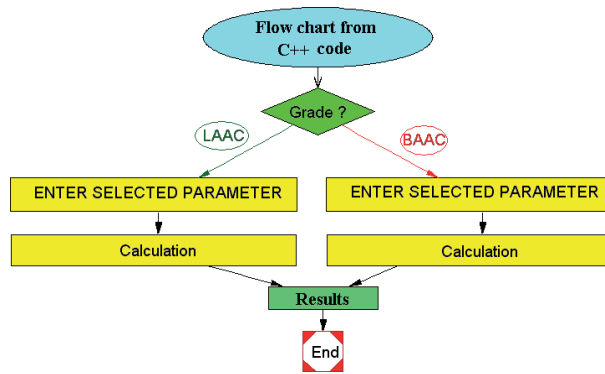 Flow chart from
C++ code
Grade ?
LAAC
BAAC
ENTER SELECTED PARAMETER
ENTER SELECTED PARAMETER
Calculation
Calculation
Results
End